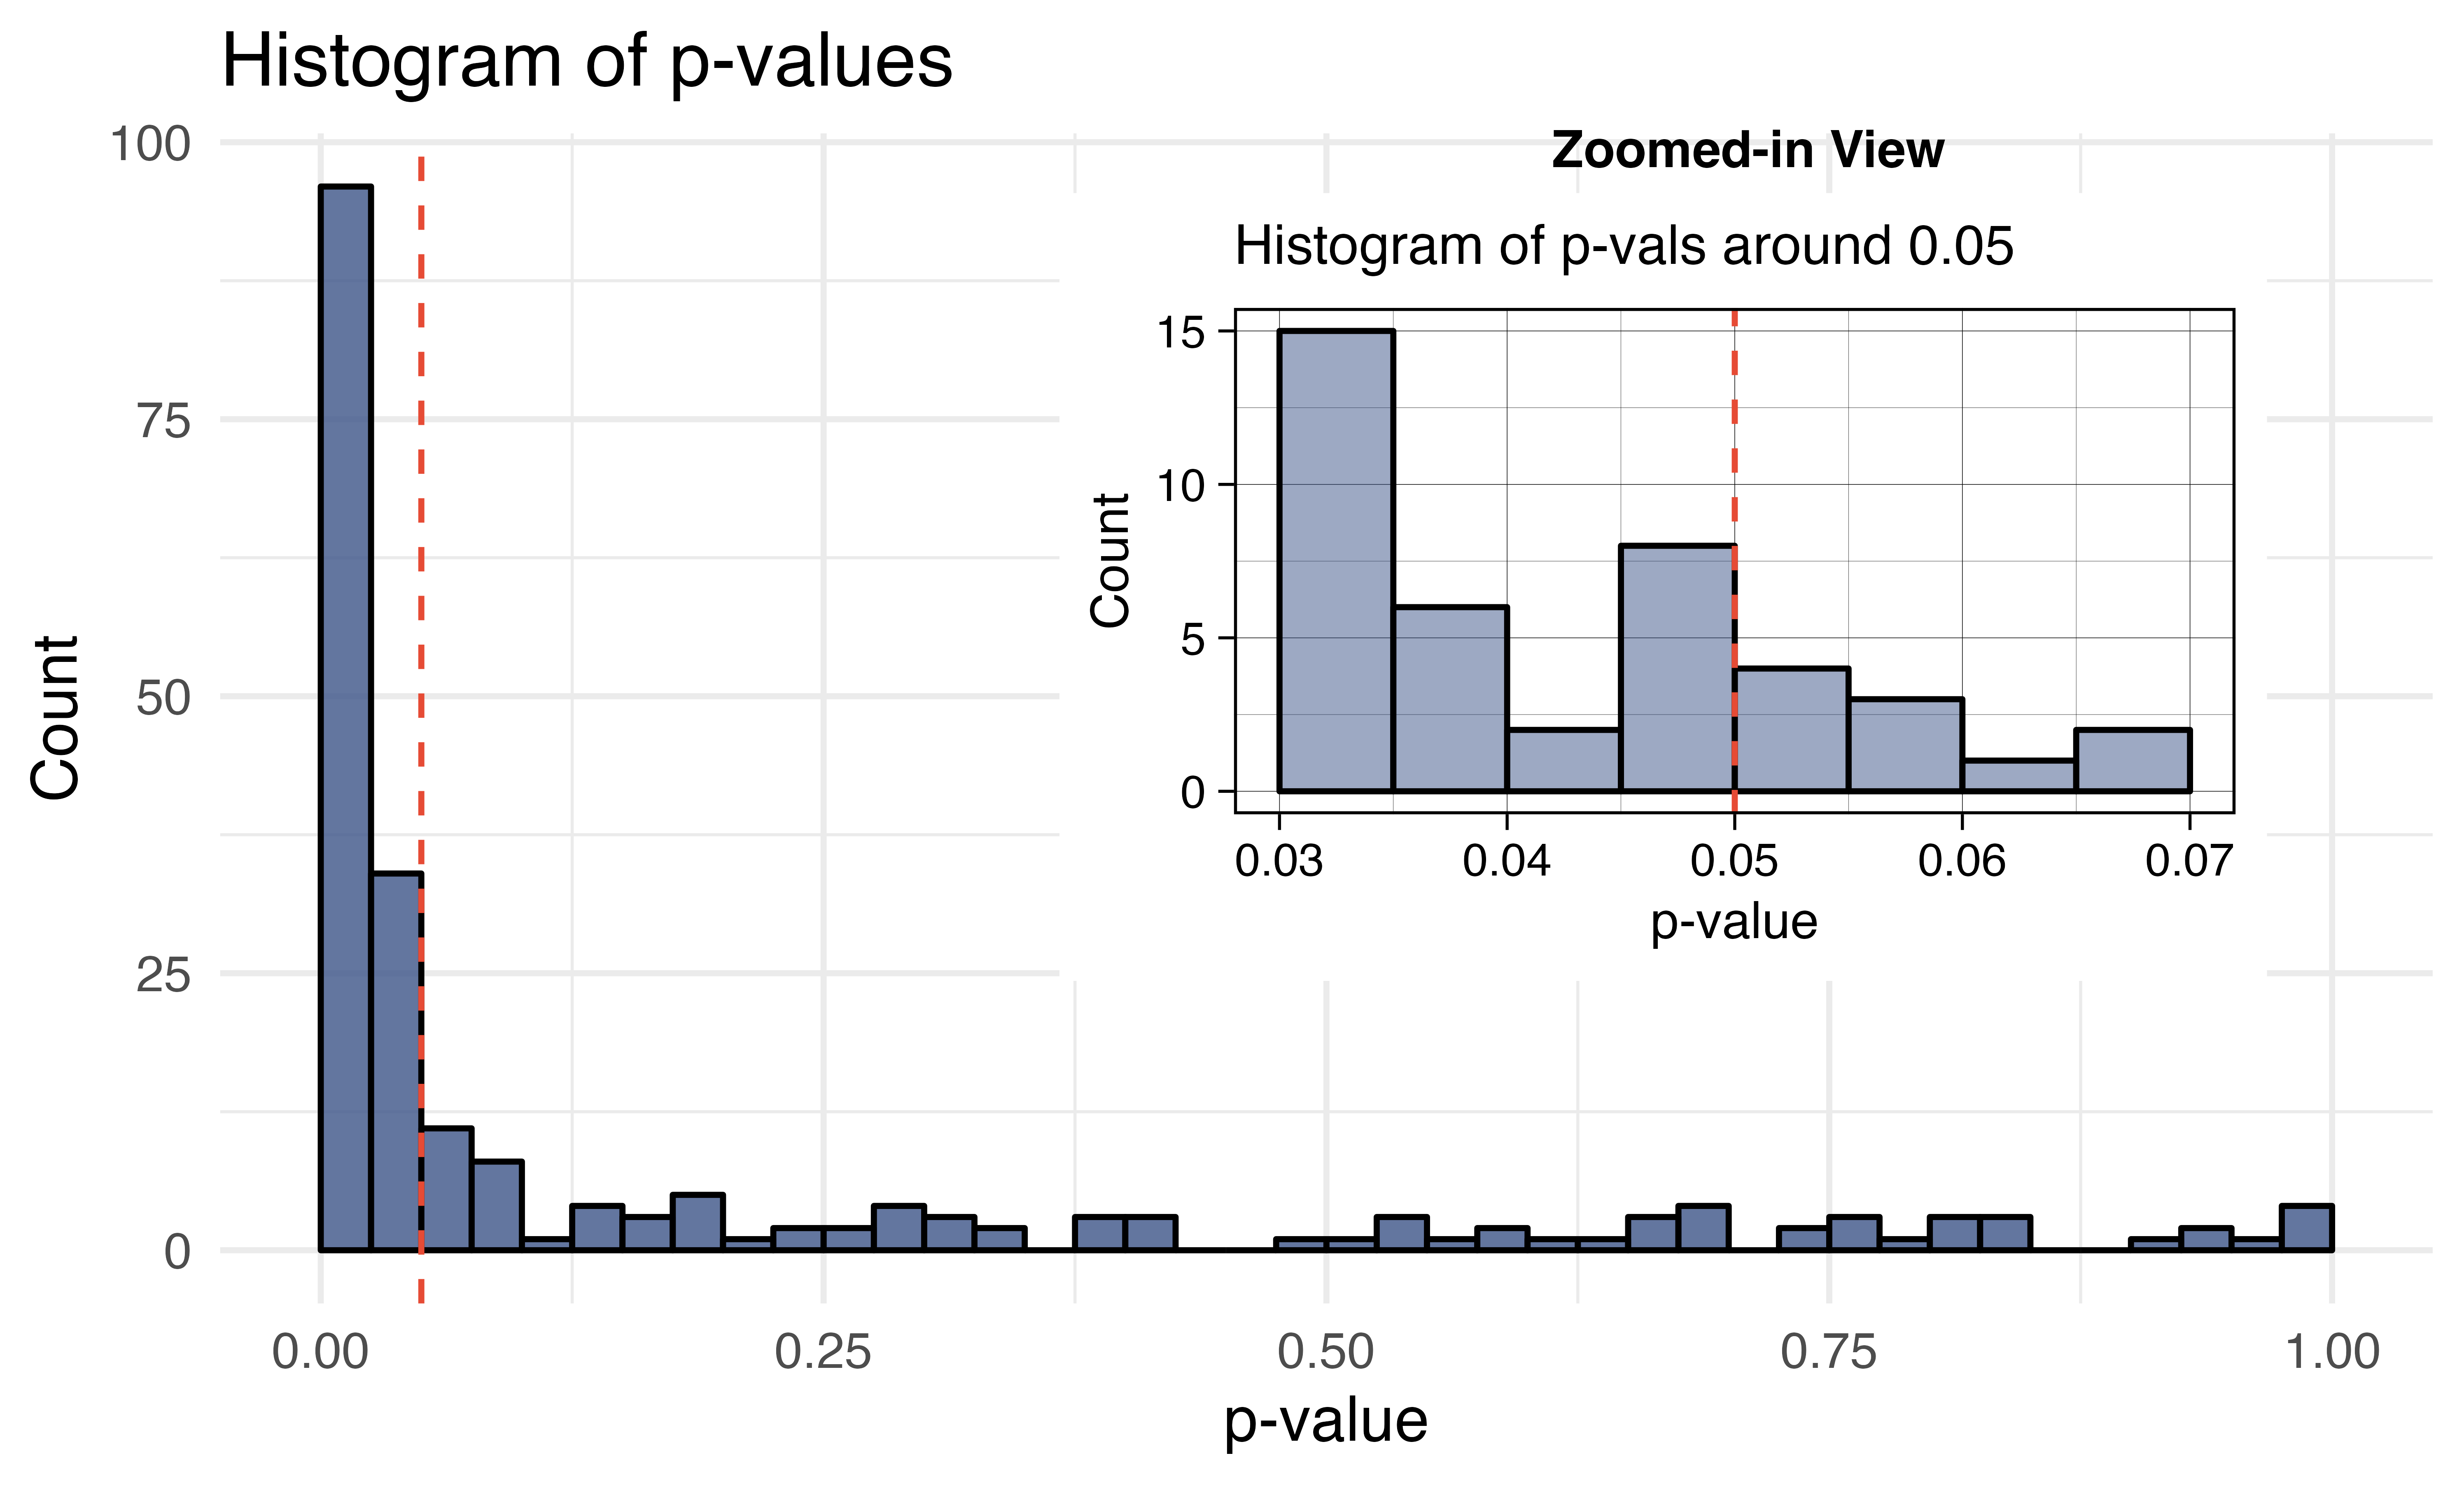 Histogram of p-values
Zoomed-in View
Histogram of p-vals around 0.05
Count
15
10
5
0
0.03 0.04 0.05 0.06 0.07
p-value
Count
100
75
50
25
0
0.00 0.25 0.50 0.75 1.00
p-value